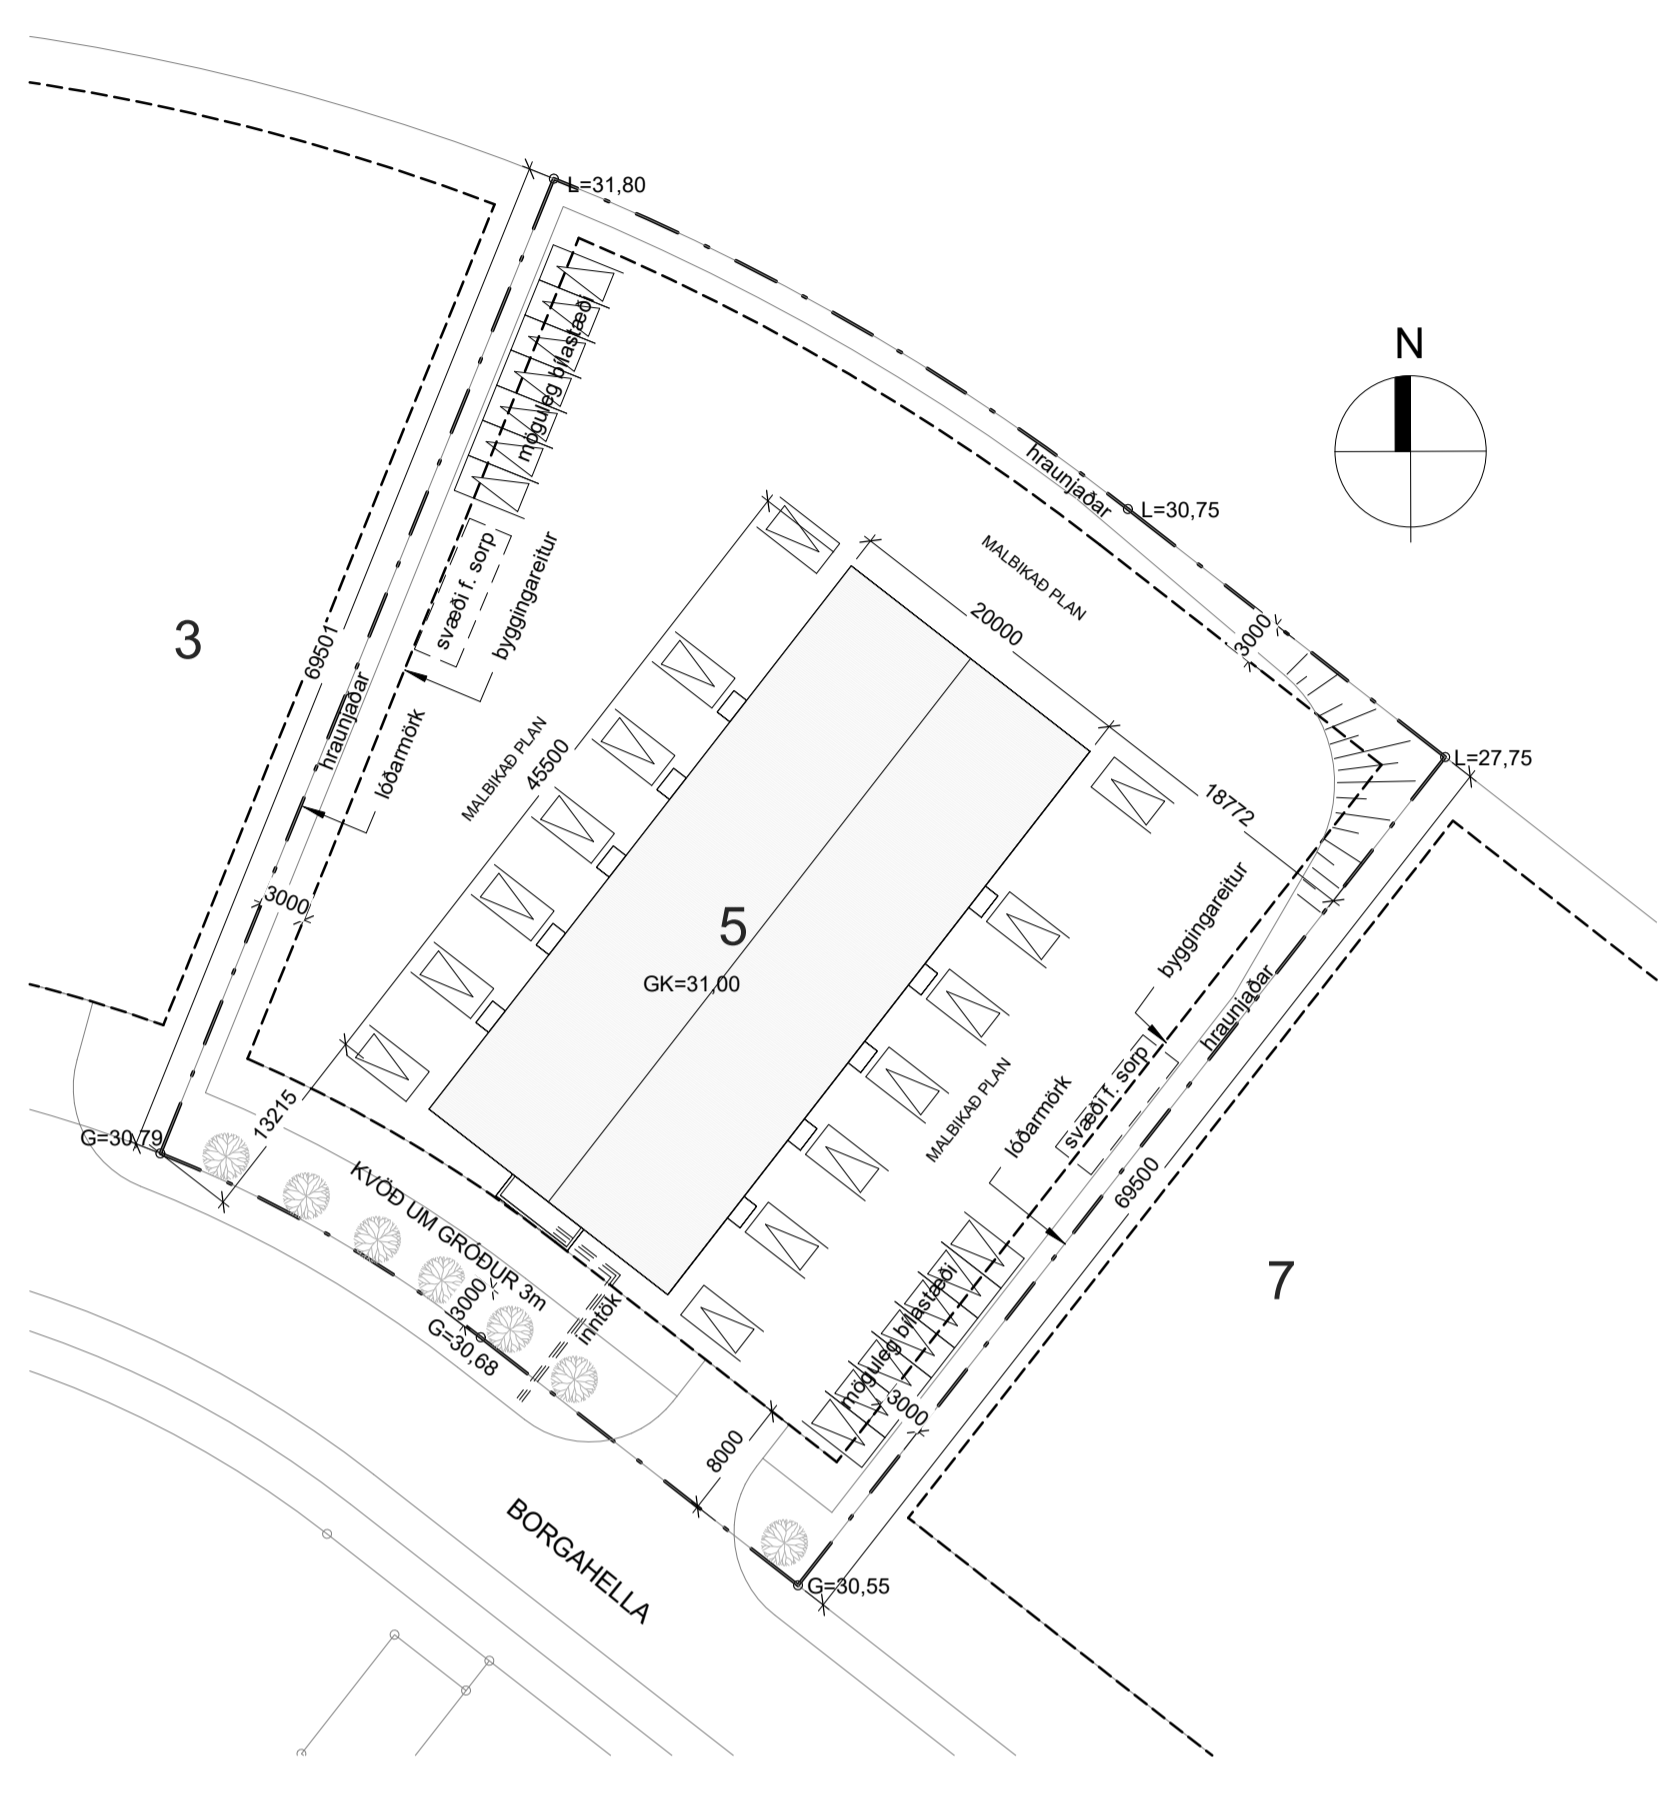 L=31,80
N
möguleg bílastæði
hraunjaðar
L=30,75
MALBIKAÐ PLAN
svæði f. sorp
byggingareitur
20000
3000
3
69501
hraunjaðar
lóðarmörk
MALBIKAÐ PLAN
45500
L=27,75
18772
3000
5
GK=31,00
byggingareitur
hraunjaðar
svæði f. sorp
MALBIKAÐ PLAN
lóðarmörk
13215
G=30,79
69500
KVÖÐ UM GRÓÐUR 3m
7
3000
inntök
G=30,68
möguleg bílastæði
3000
8000
BORGAHELLA
G=30,55